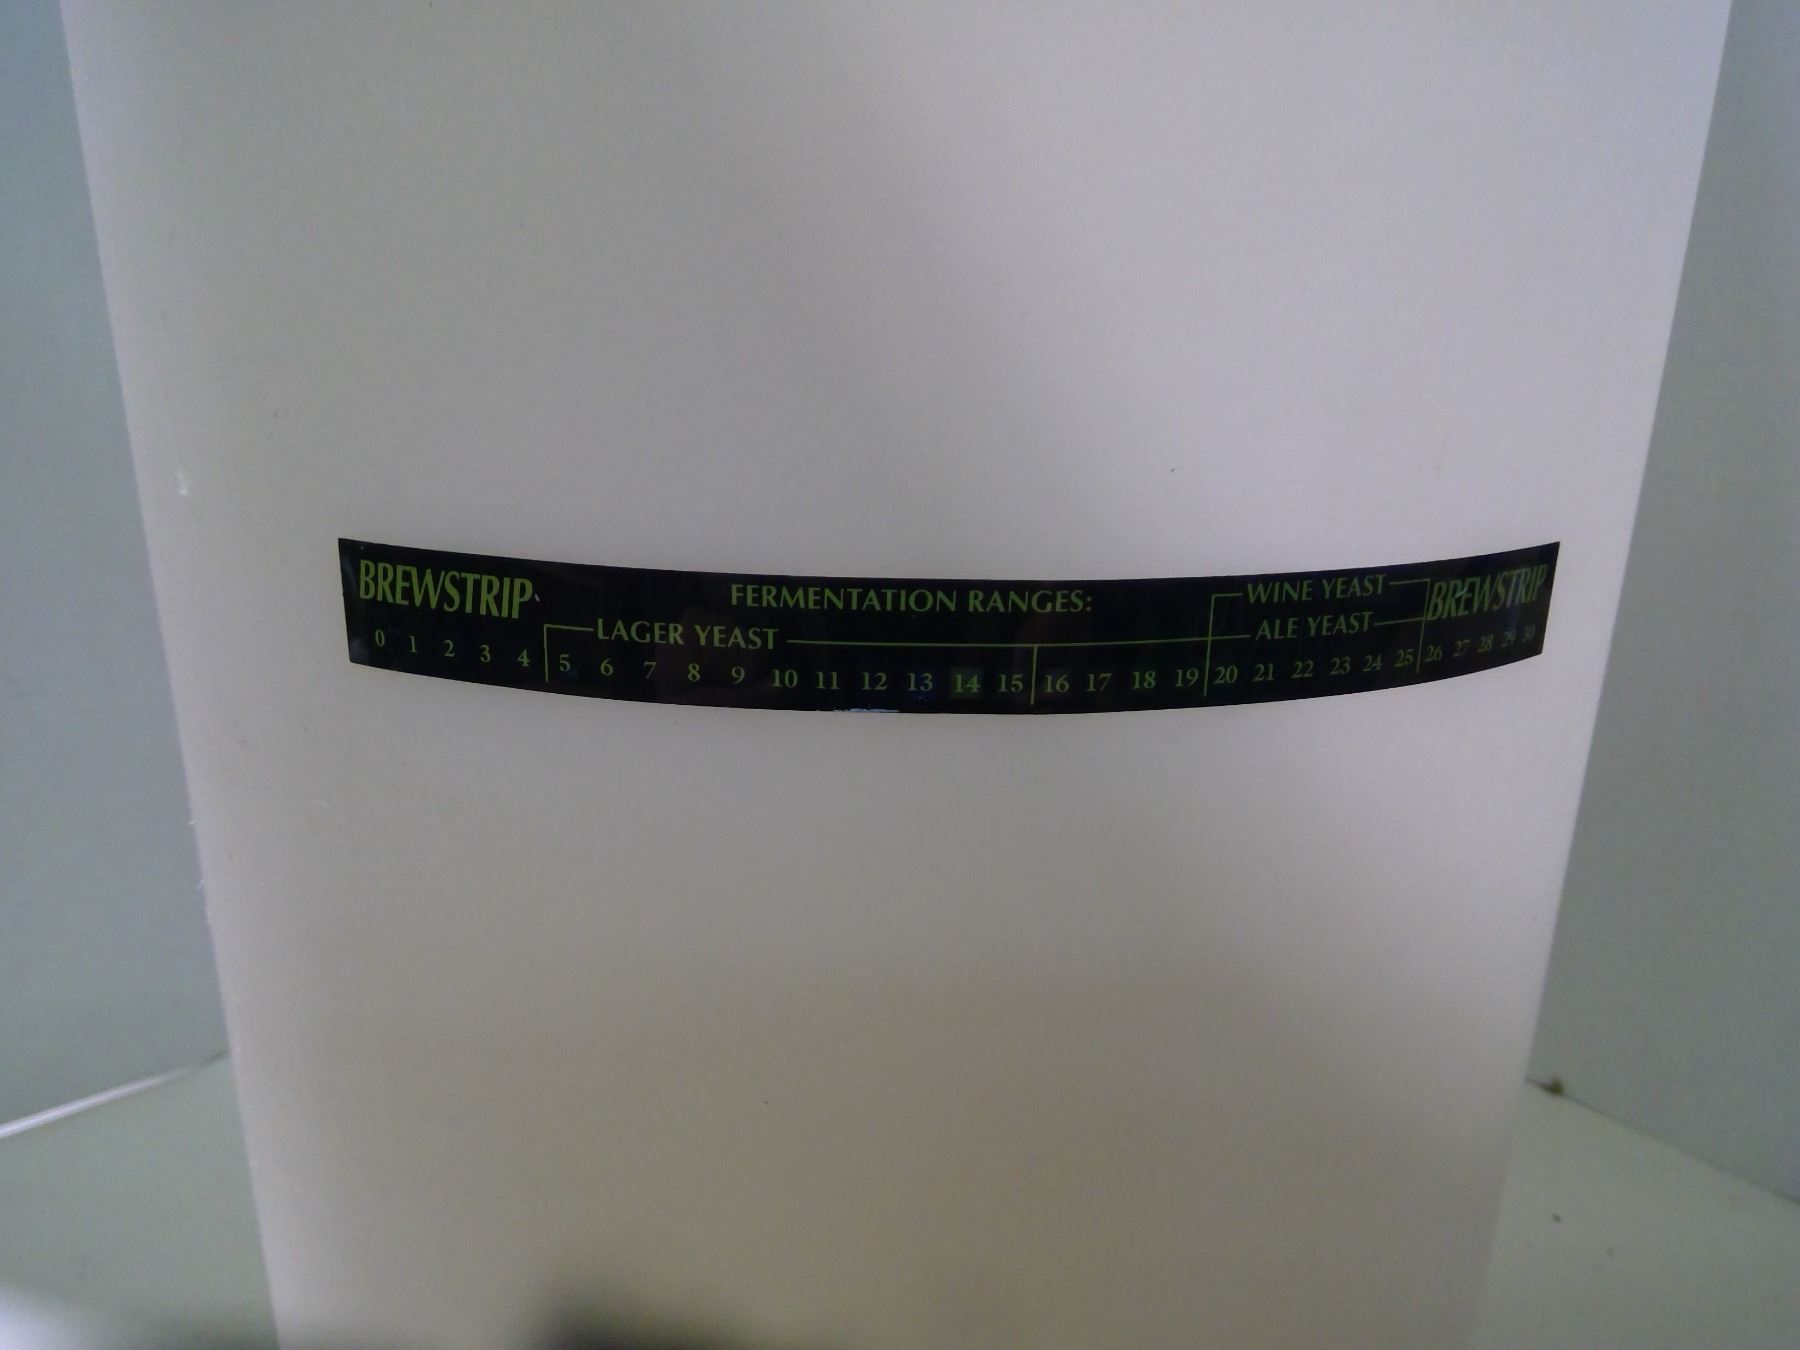 BREWSTRIP FERMENTATION RANGES: WINE YEAST BREWSTRIP
LAGER YEAST ALE YEAST
0 1 2 3 4 5 6 7 8 9 10 11 12 13 14 15 16 17 18 19 20 21 22 23 24 25 26 27 28 29 30